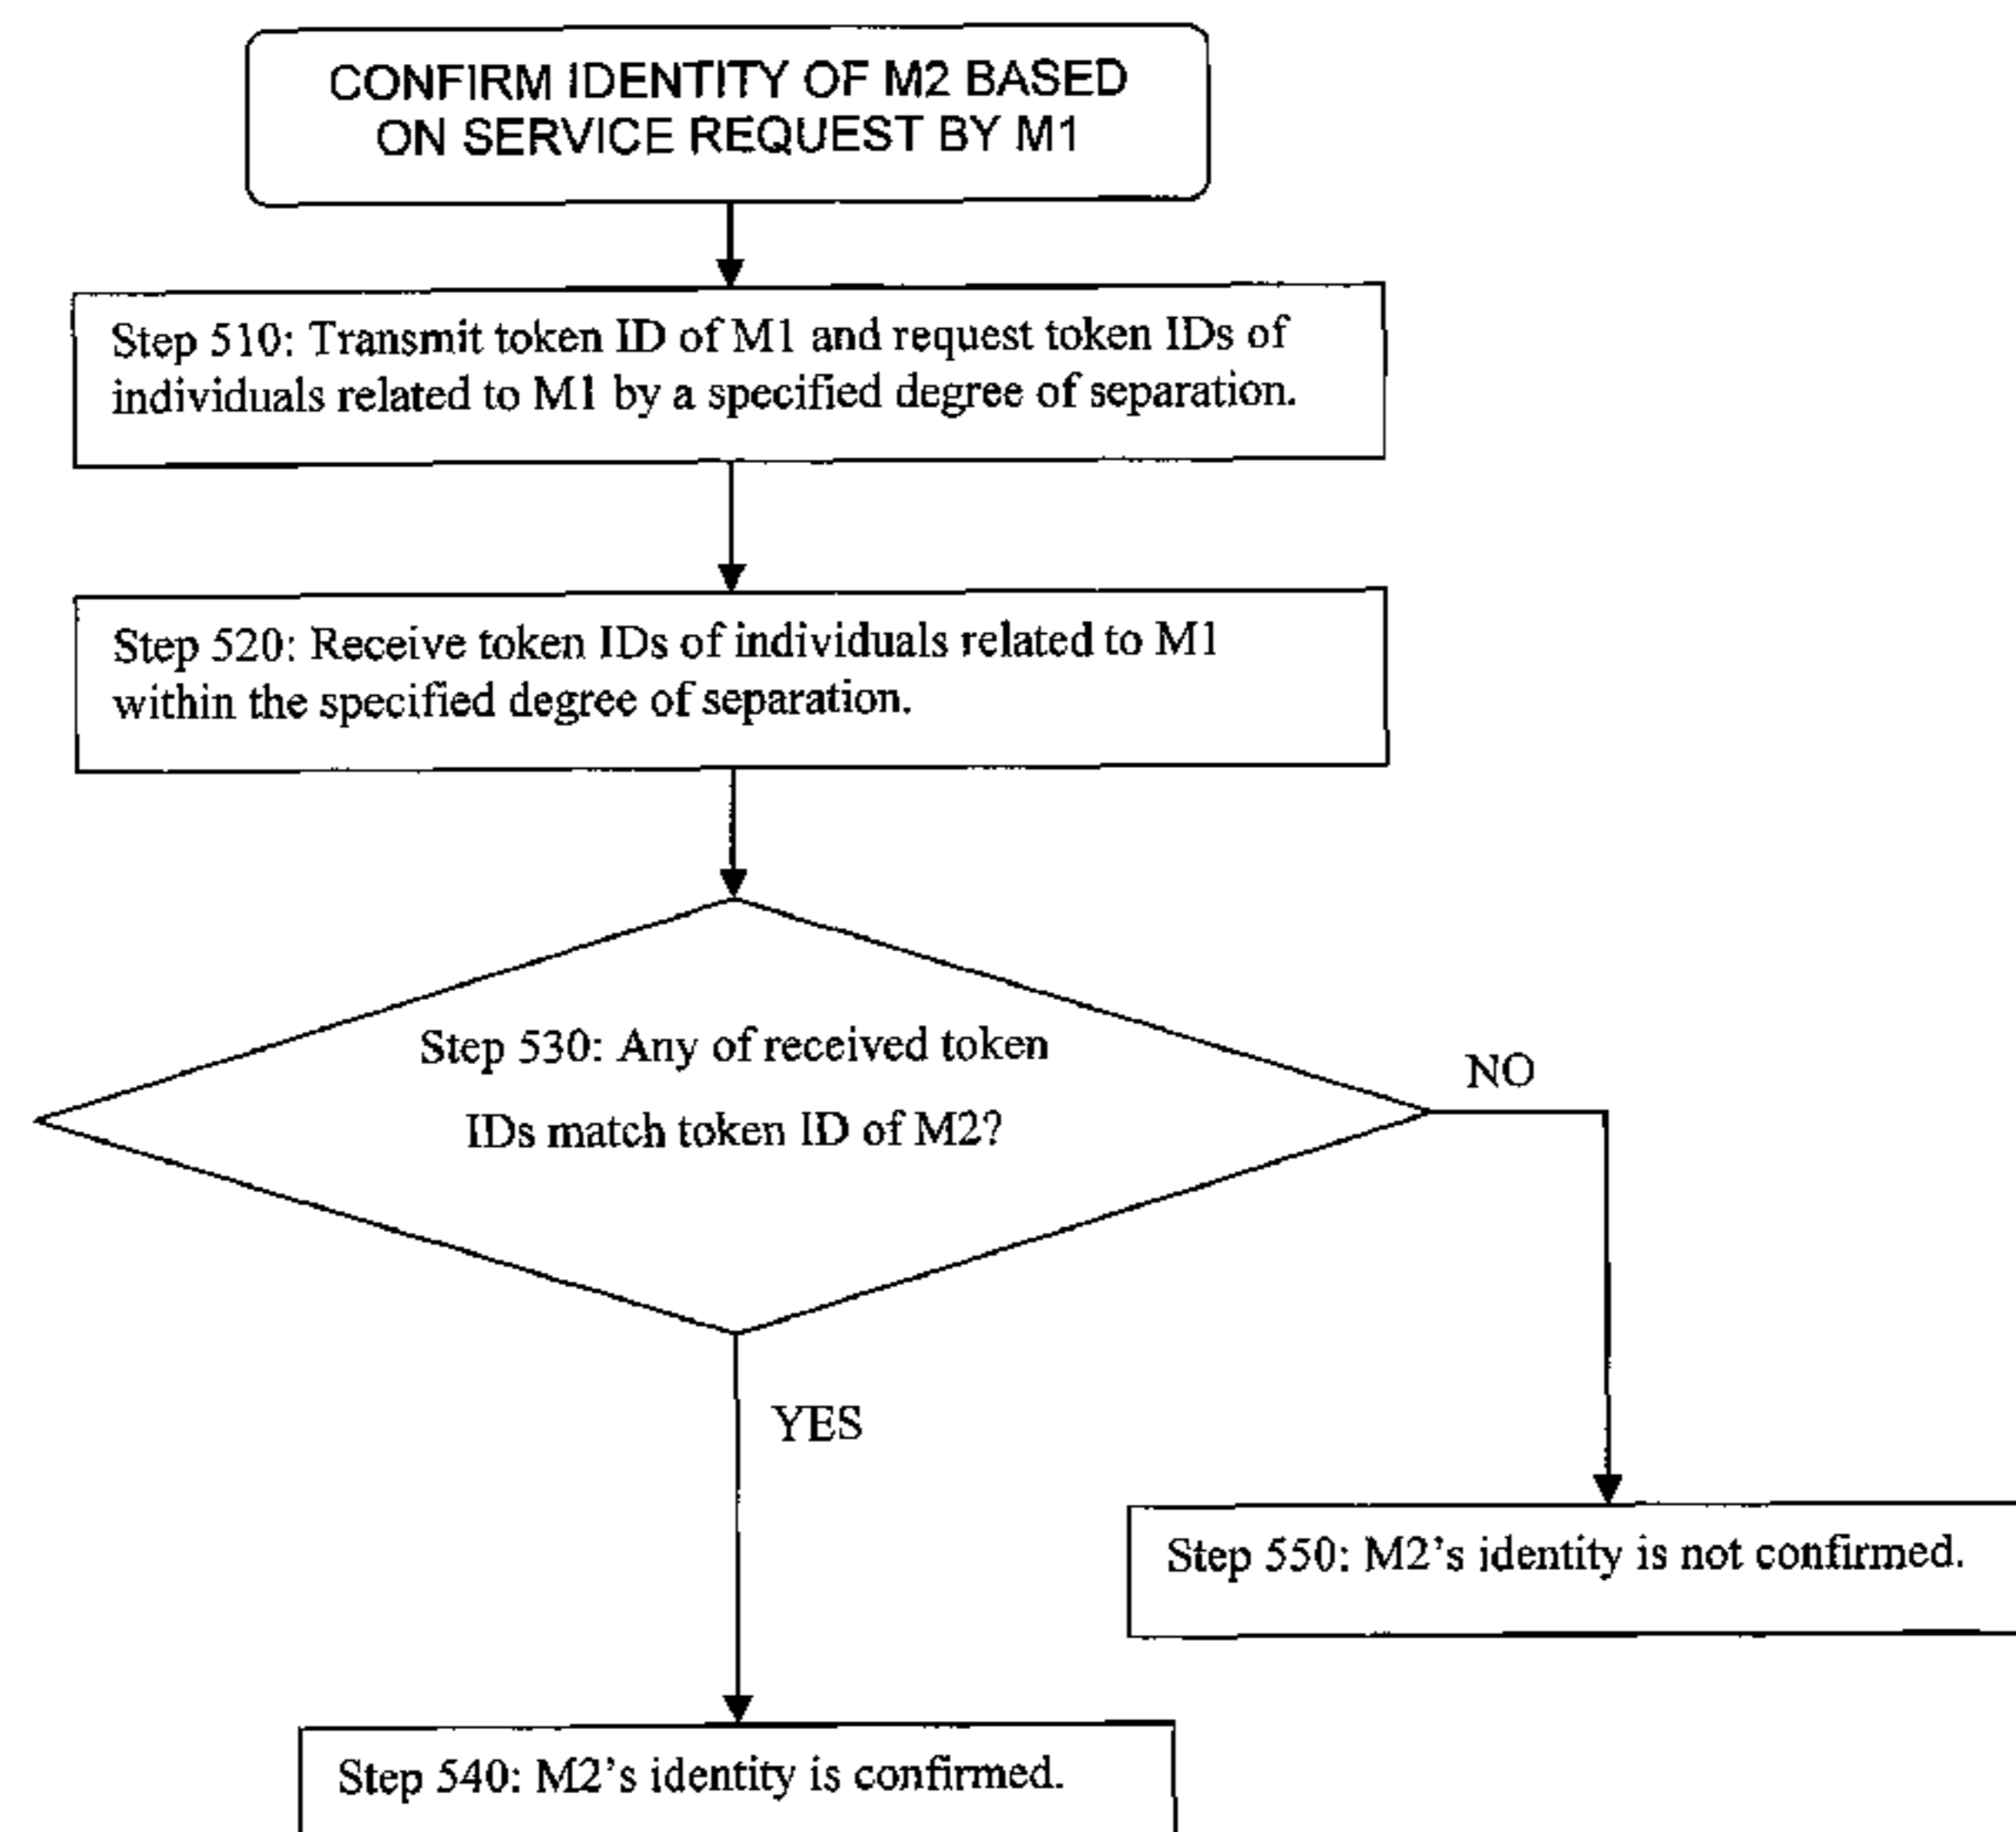 CONFIRM IDENTITY OF M2 BASED
ON SERVICE REQUEST BY M1
Step 510: Transmit token ID of M1 and request token IDs of
individuals related to M1 by a specified degree of separation.
Step 520: Receive token IDs of individuals related to M1
within the specified degree of separation.
Step 530: Any of received token
IDs match token ID of M2?
NO
YES
Step 550: M2’s identity is not confirmed.
Step 540: M2’s identity is confirmed.